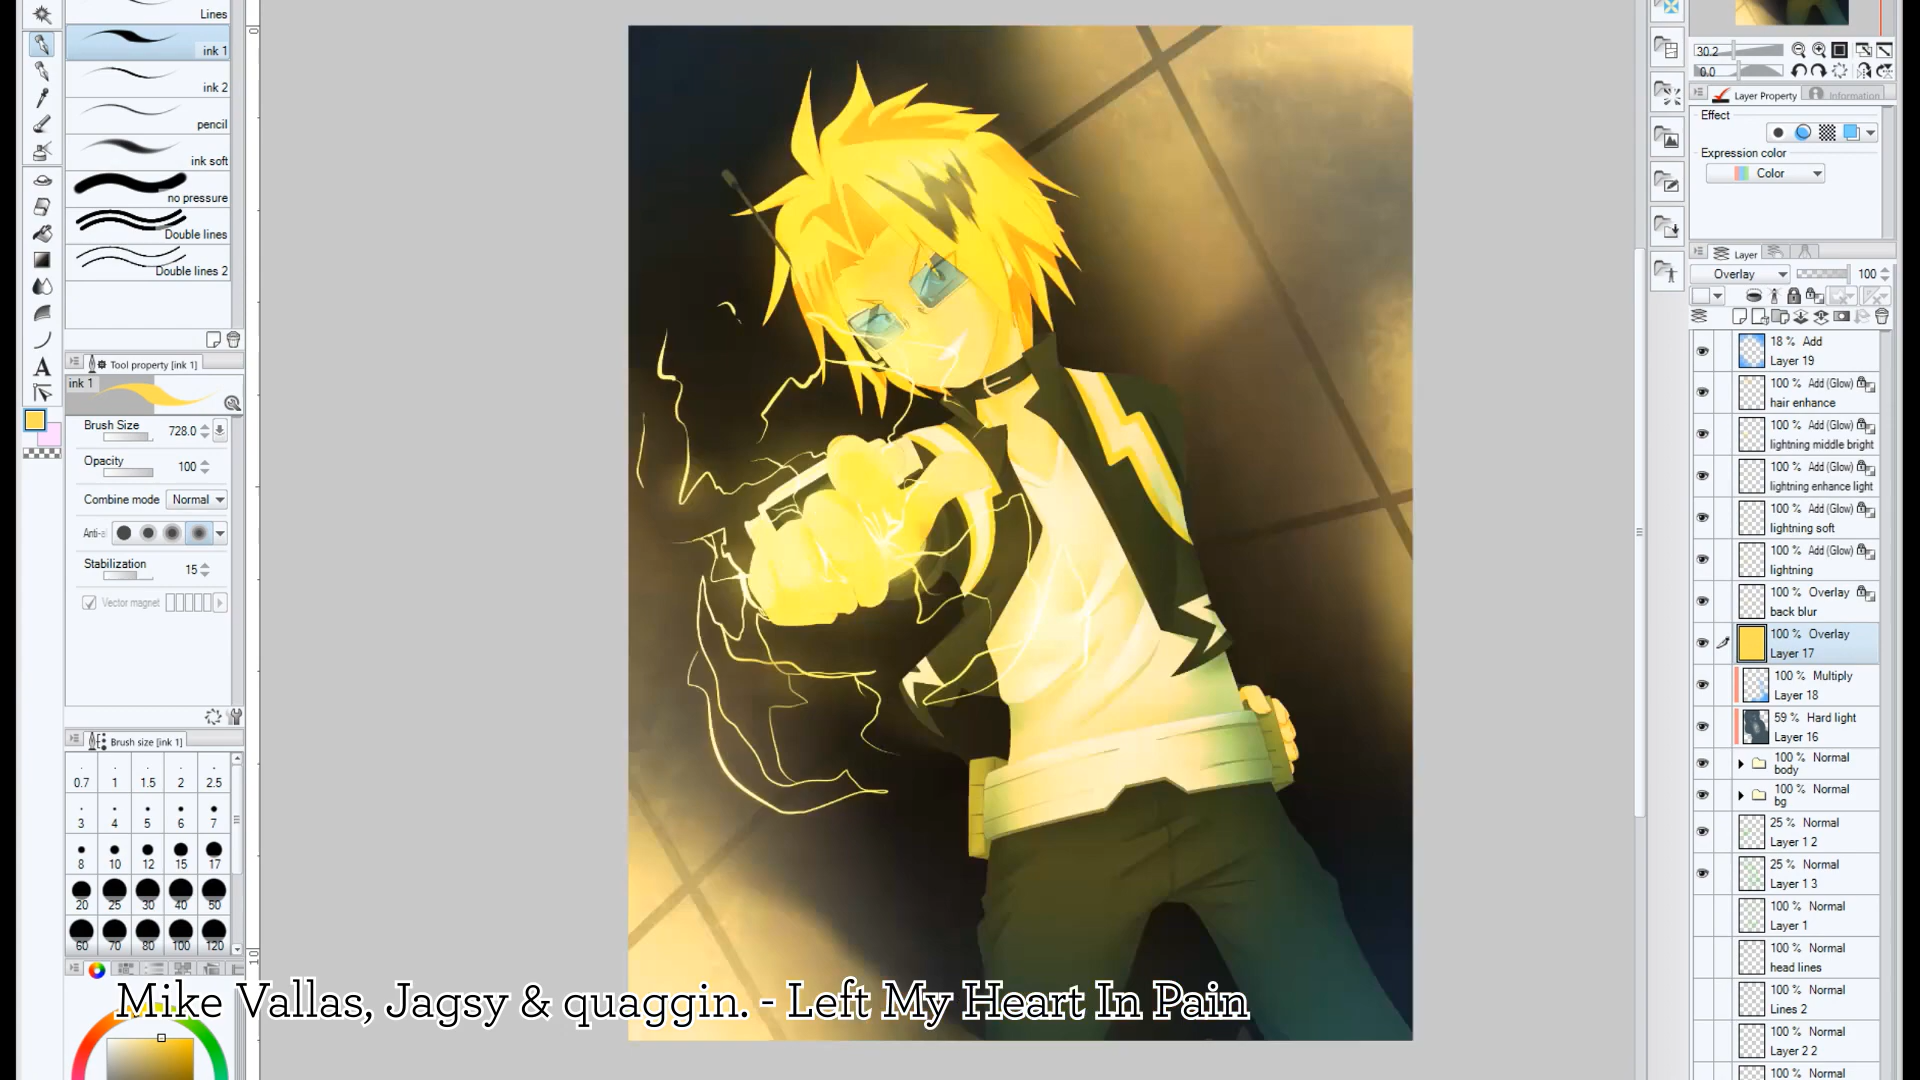 Lines
ink 1
ink 2
pencil
ink soft
no pressure
Double lines
Double lines 2
Tool property [ink 1]
ink 1
Brush Size 728.0
Opacity 100
Combine mode Normal
Anti-a
Stabilization 15
Vector magnet
Brush size [ink 1]
0.7 1 1.5 2 2.5
3 4 5 6 7
8 10 12 15 17
20 25 30 40 50
60 70 80 100 120
0
10
Mike Vallas, Jagsy & quaggin. - Left My Heart In Pain
30.2
0.0
Layer Property Information
Effect
Expression color
Color
Layer
Overlay 100
18 % Add
Layer 19
100 % Add (Glow)
hair enhance
100 % Add (Glow)
lightning middle bright
100 % Add (Glow)
lightning enhance light
100 % Add (Glow)
lightning soft
100 % Add (Glow)
lightning
100 % Overlay
back blur
100 % Overlay
Layer 17
100 % Multiply
Layer 18
59 % Hard light
Layer 16
100 % Normal
body
100 % Normal
bg
25 % Normal
Layer 1 2
25 % Normal
Layer 1 3
100 % Normal
Layer 1
100 % Normal
head lines
100 % Normal
Lines 2
100 % Normal
Layer 2 2
100 % Normal